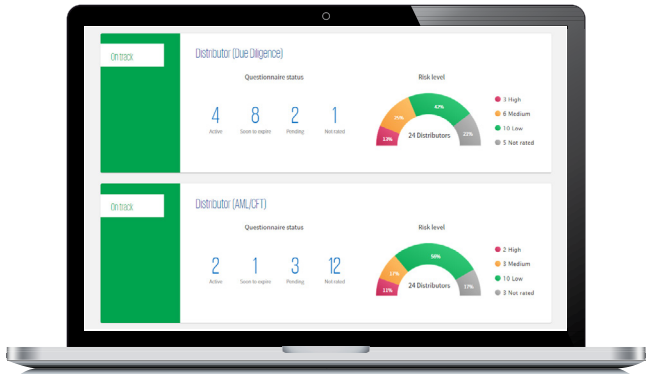 On track
Distributor (Due Diligence)
Questionnaire status
Risk level
4
8
2
1
Active
Soon to expire
Pending
Not rated
13%
25%
42%
21%
24 Distributors
3 High
6 Medium
10 Low
5 Not rated
On track
Distributor (AML/CFT)
Questionnaire status
Risk level
2
1
3
12
Active
Soon to expire
Pending
Not rated
11%
17%
56%
17%
24 Distributors
2 High
3 Medium
10 Low
3 Not rated